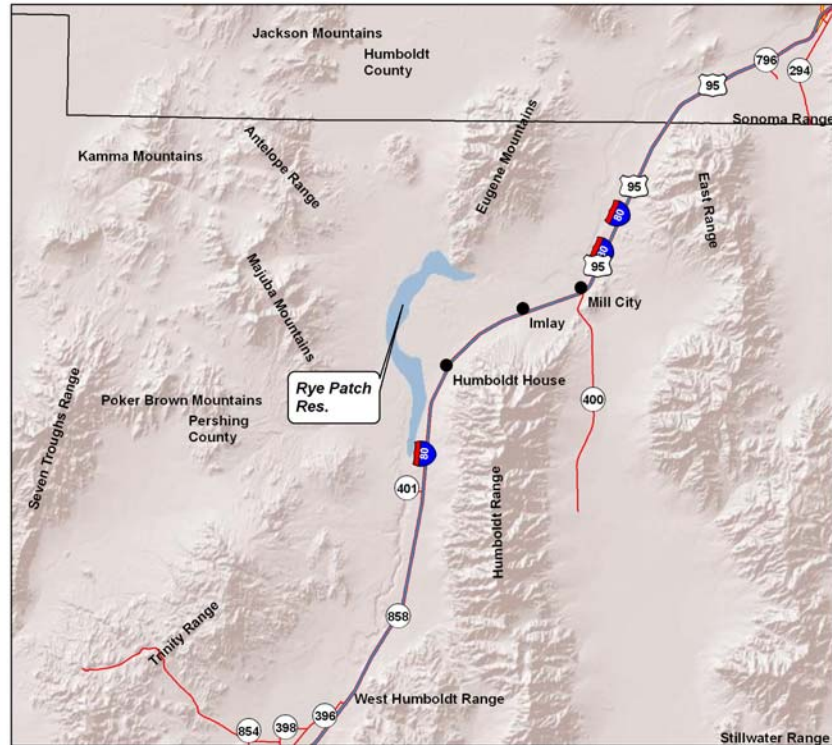 Jackson Mountains
Humboldt
County
796
294
95
Sonoma Range
Kamma Mountains
Antelope Range
Eugene Mountains
95
East Range
80
80
95
Majuba Mountains
Mill City
Imlay
Rye Patch
Res.
Humboldt House
Seven Troughs Range
Poker Brown Mountains
Pershing
County
400
80
401
Humboldt Range
858
Trinity Range
West Humboldt Range
396
398
854
Stillwater Range